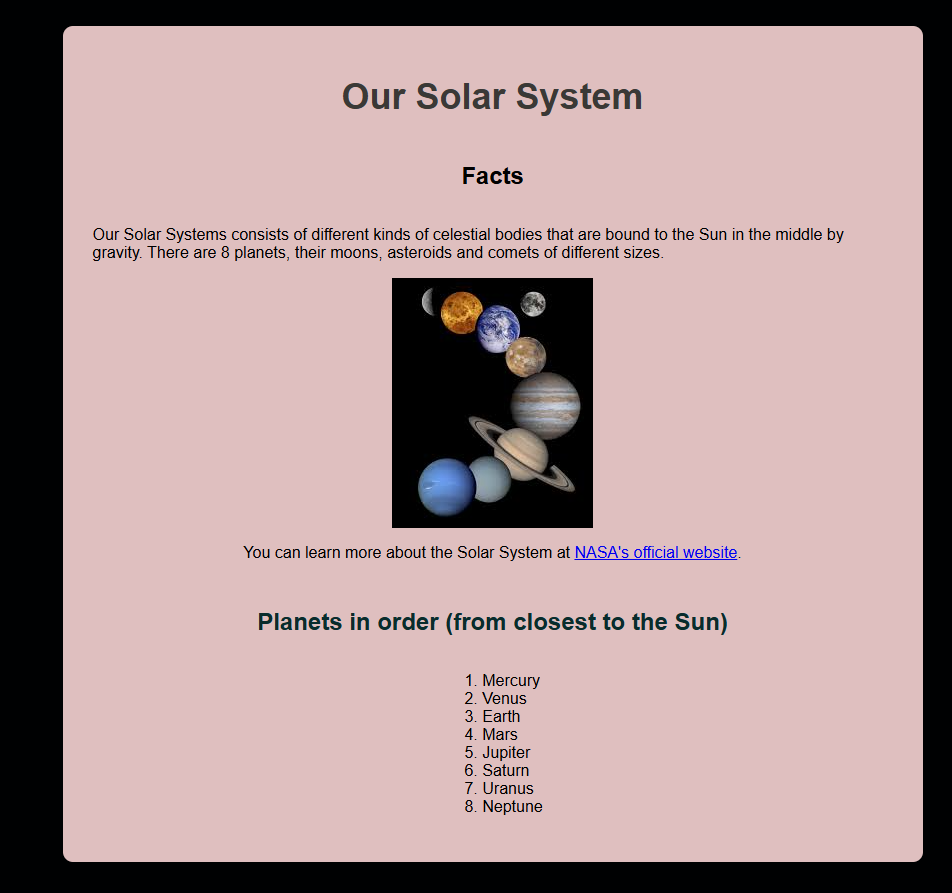 Our Solar System
Facts
Our Solar Systems consists of different kinds of celestial bodies that are bound to the Sun in the middle by
gravity. There are 8 planets, their moons, asteroids and comets of different sizes.
You can learn more about the Solar System at NASA's official website.
Planets in order (from closest to the Sun)
1. Mercury
2. Venus
3. Earth
4. Mars
5. Jupiter
6. Saturn
7. Uranus
8. Neptune